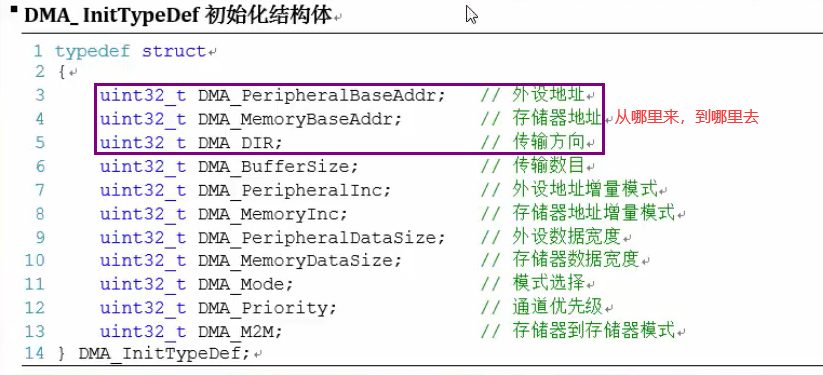 DMA_ InitTypeDef 初始化结构体
1 typedef struct
2 {
3 uint32_t DMA_PeripheralBaseAddr; // 外设地址
4 uint32_t DMA_MemoryBaseAddr; // 存储器地址 从哪里来，到哪里去
5 uint32_t DMA_DIR; // 传输方向
6 uint32_t DMA_BufferSize; // 传输数目
7 uint32_t DMA_PeripheralInc; // 外设地址增量模式
8 uint32_t DMA_MemoryInc; // 存储器地址增量模式
9 uint32_t DMA_PeripheralDataSize; // 外设数据宽度
10 uint32_t DMA_MemoryDataSize; // 存储器数据宽度
11 uint32_t DMA_Mode; // 模式选择
12 uint32_t DMA_Priority; // 通道优先级
13 uint32_t DMA_M2M; // 存储器到存储器模式
14 } DMA_InitTypeDef;